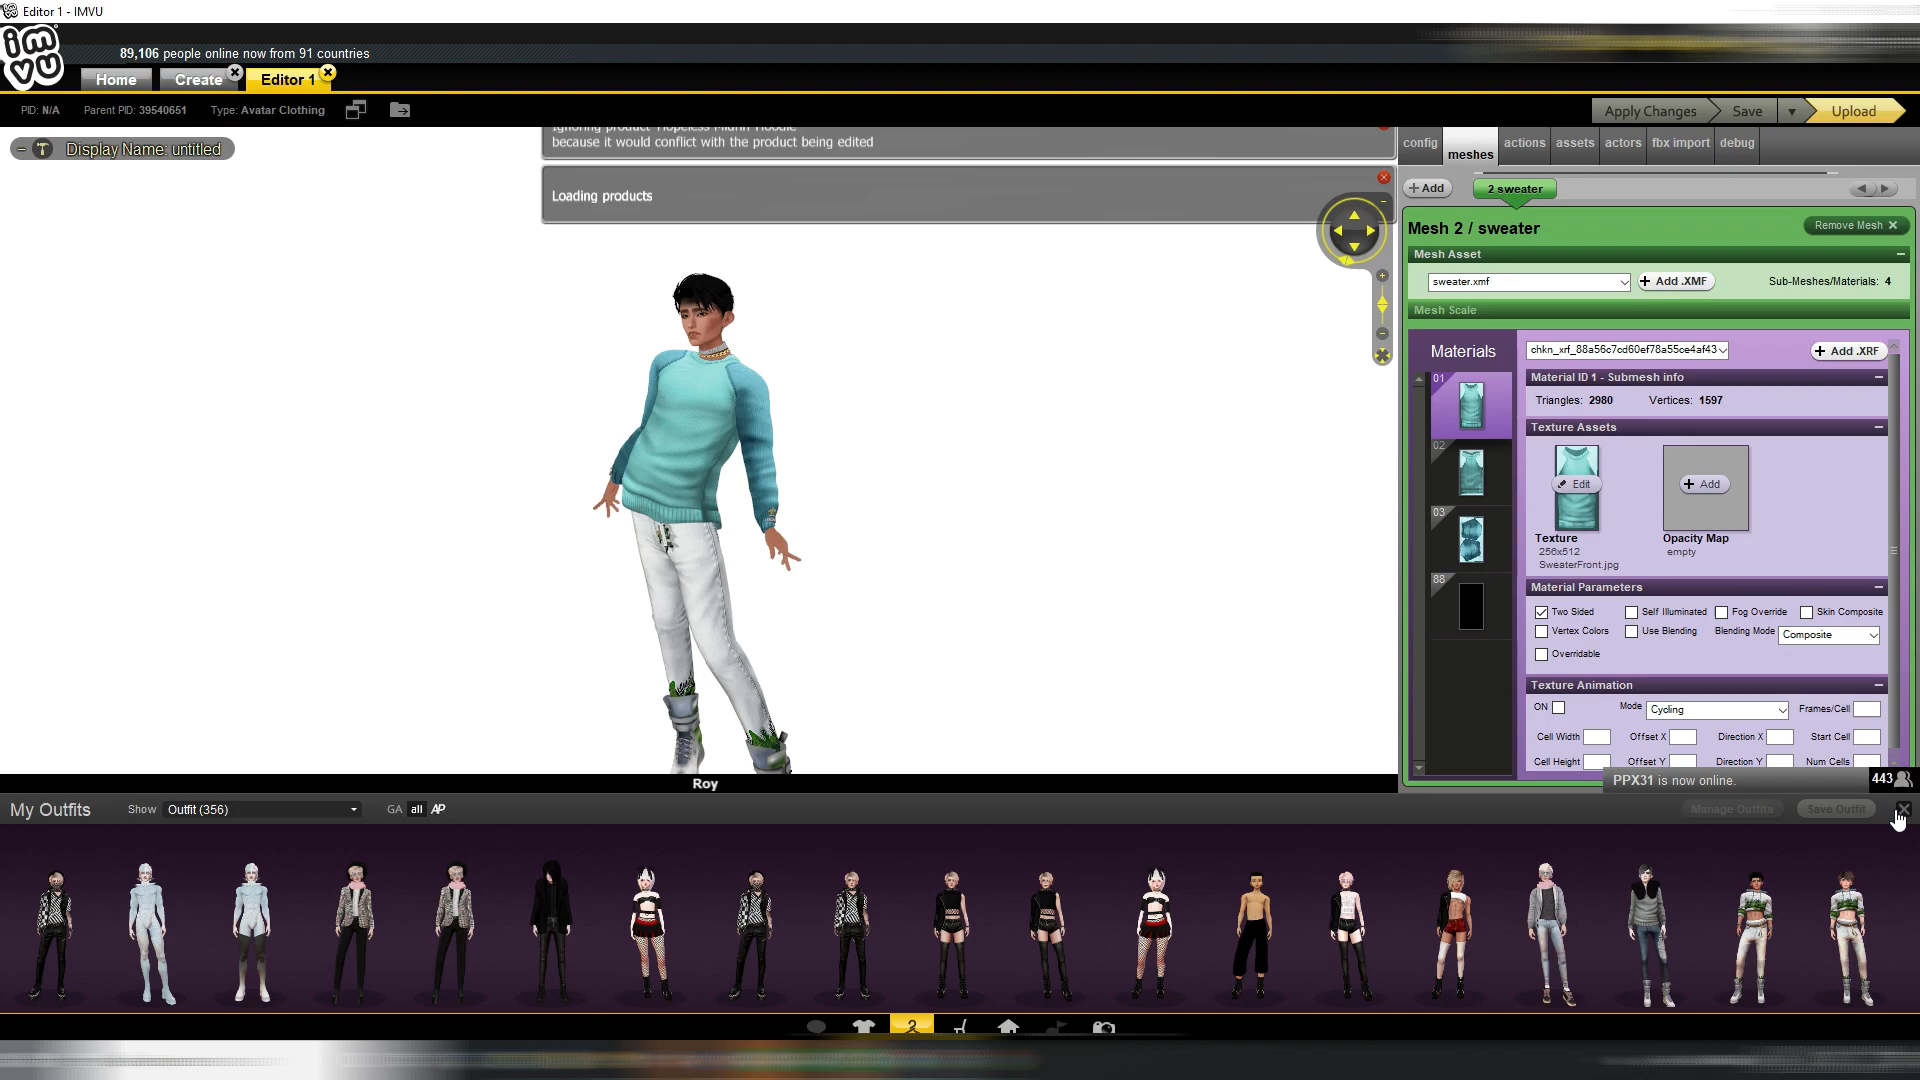 Editor 1 - IMVU
imvu
89,106 people online now from 91 countries
Home
Create
Editor 1
PID: N/A
Parent PID: 39540651
Type: Avatar Clothing
Apply Changes
Save
Upload
Display Name: untitled
Ignoring product 'Hopeless Miann Hoodie'
because it would conflict with the product being edited
Loading products
config
meshes
actions
assets
actors
fbx import
debug
+ Add
2 sweater
Mesh 2 / sweater
Remove Mesh X
Mesh Asset
sweater.xmf
+ Add .XMF
Sub-Meshes/Materials: 4
Mesh Scale
Materials
chkn_xrf_88a56c7cd60ef78a55ce4af43
+ Add .XRF
01
02
03
88
Material ID 1 - Submesh info
Triangles: 2980
Vertices: 1597
Texture Assets
Edit
+ Add
Texture
256x512
SweaterFront.jpg
Opacity Map
empty
Material Parameters
Two Sided
Self Illuminated
Fog Override
Skin Composite
Vertex Colors
Use Blending
Blending Mode
Composite
Overridable
Texture Animation
ON
Mode
Cycling
Frames/Cell
Cell Width
Offset X
Direction X
Start Cell
Cell Height
Offset Y
Direction Y
Num Cells
PPX31 is now online.
443
Roy
My Outfits
Show
Outfit (356)
GA
all
AP
Manage Outfits
Save Outfit